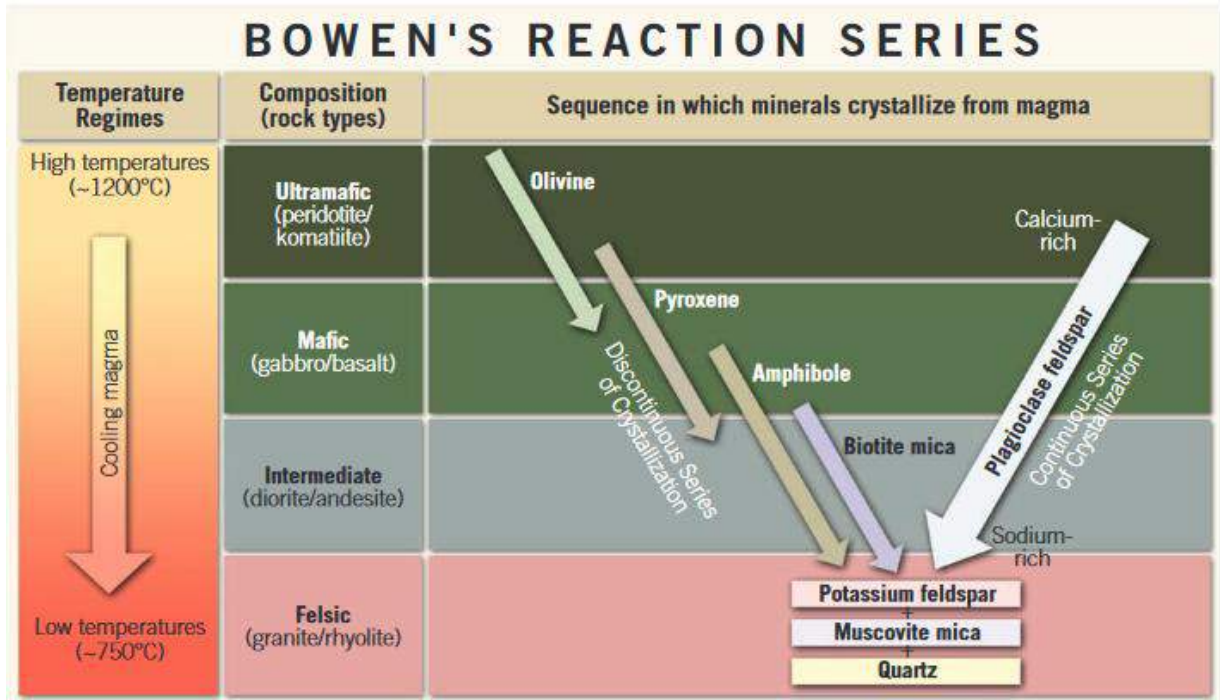 BOWEN'S REACTION SERIES
Temperature
Regimes
Composition
(rock types)
Sequence in which minerals crystallize from magma
High temperatures
(~1200°C)
Cooling magma
Low temperatures
(~750°C)
Ultramafic
(peridotite/
komatiite)
Mafic
(gabbro/basalt)
Intermediate
(diorite/andesite)
Felsic
(granite/rhyolite)
Olivine
Pyroxene
Amphibole
Biotite mica
Discontinuous Series
of Crystallization
Calcium-
rich
Plagioclase feldspar
Continuous Series
of Crystallization
Sodium-
rich
Potassium feldspar
+
Muscovite mica
+
Quartz